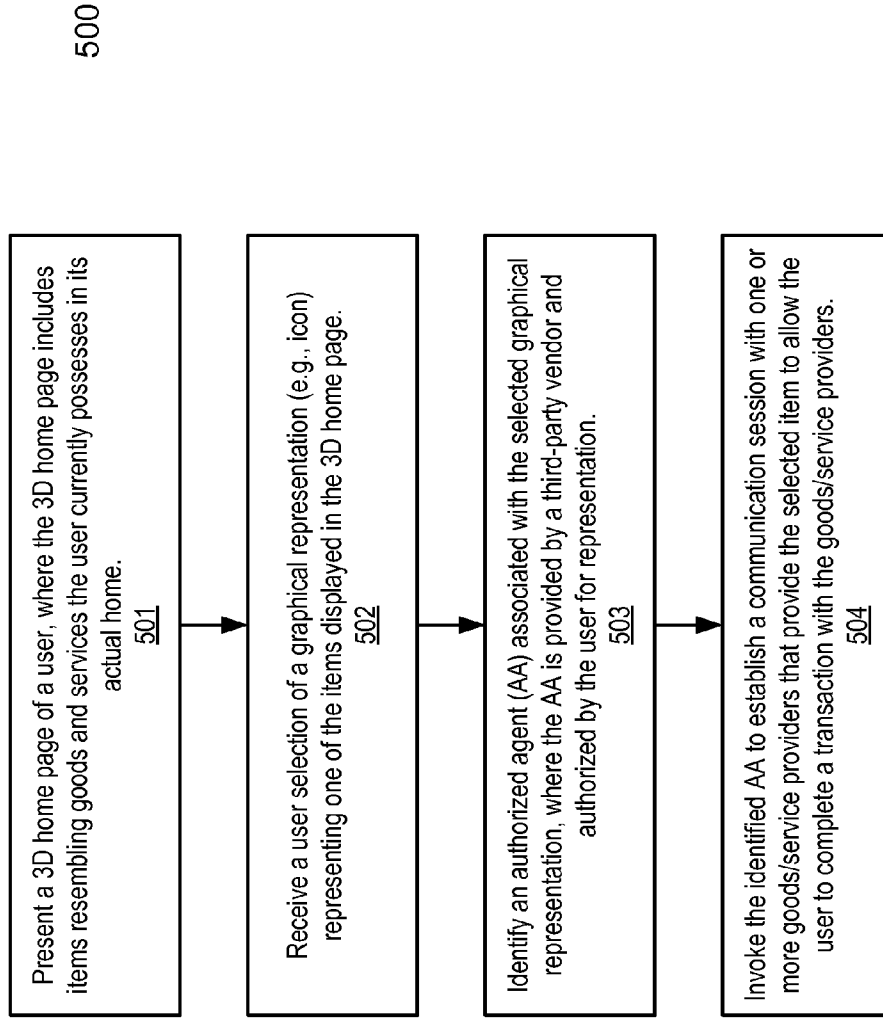 500
Present a 3D home page of a user, where the 3D home page includes
items resembling goods and services the user currently possesses in its
actual home.
501
Receive a user selection of a graphical representation (e.g., icon)
representing one of the items displayed in the 3D home page.
502
Identify an authorized agent (AA) associated with the selected graphical
representation, where the AA is provided by a third-party vendor and
authorized by the user for representation.
503
Invoke the identified AA to establish a communication session with one or
more goods/service providers that provide the selected item to allow the
user to complete a transaction with the goods/service providers.
504